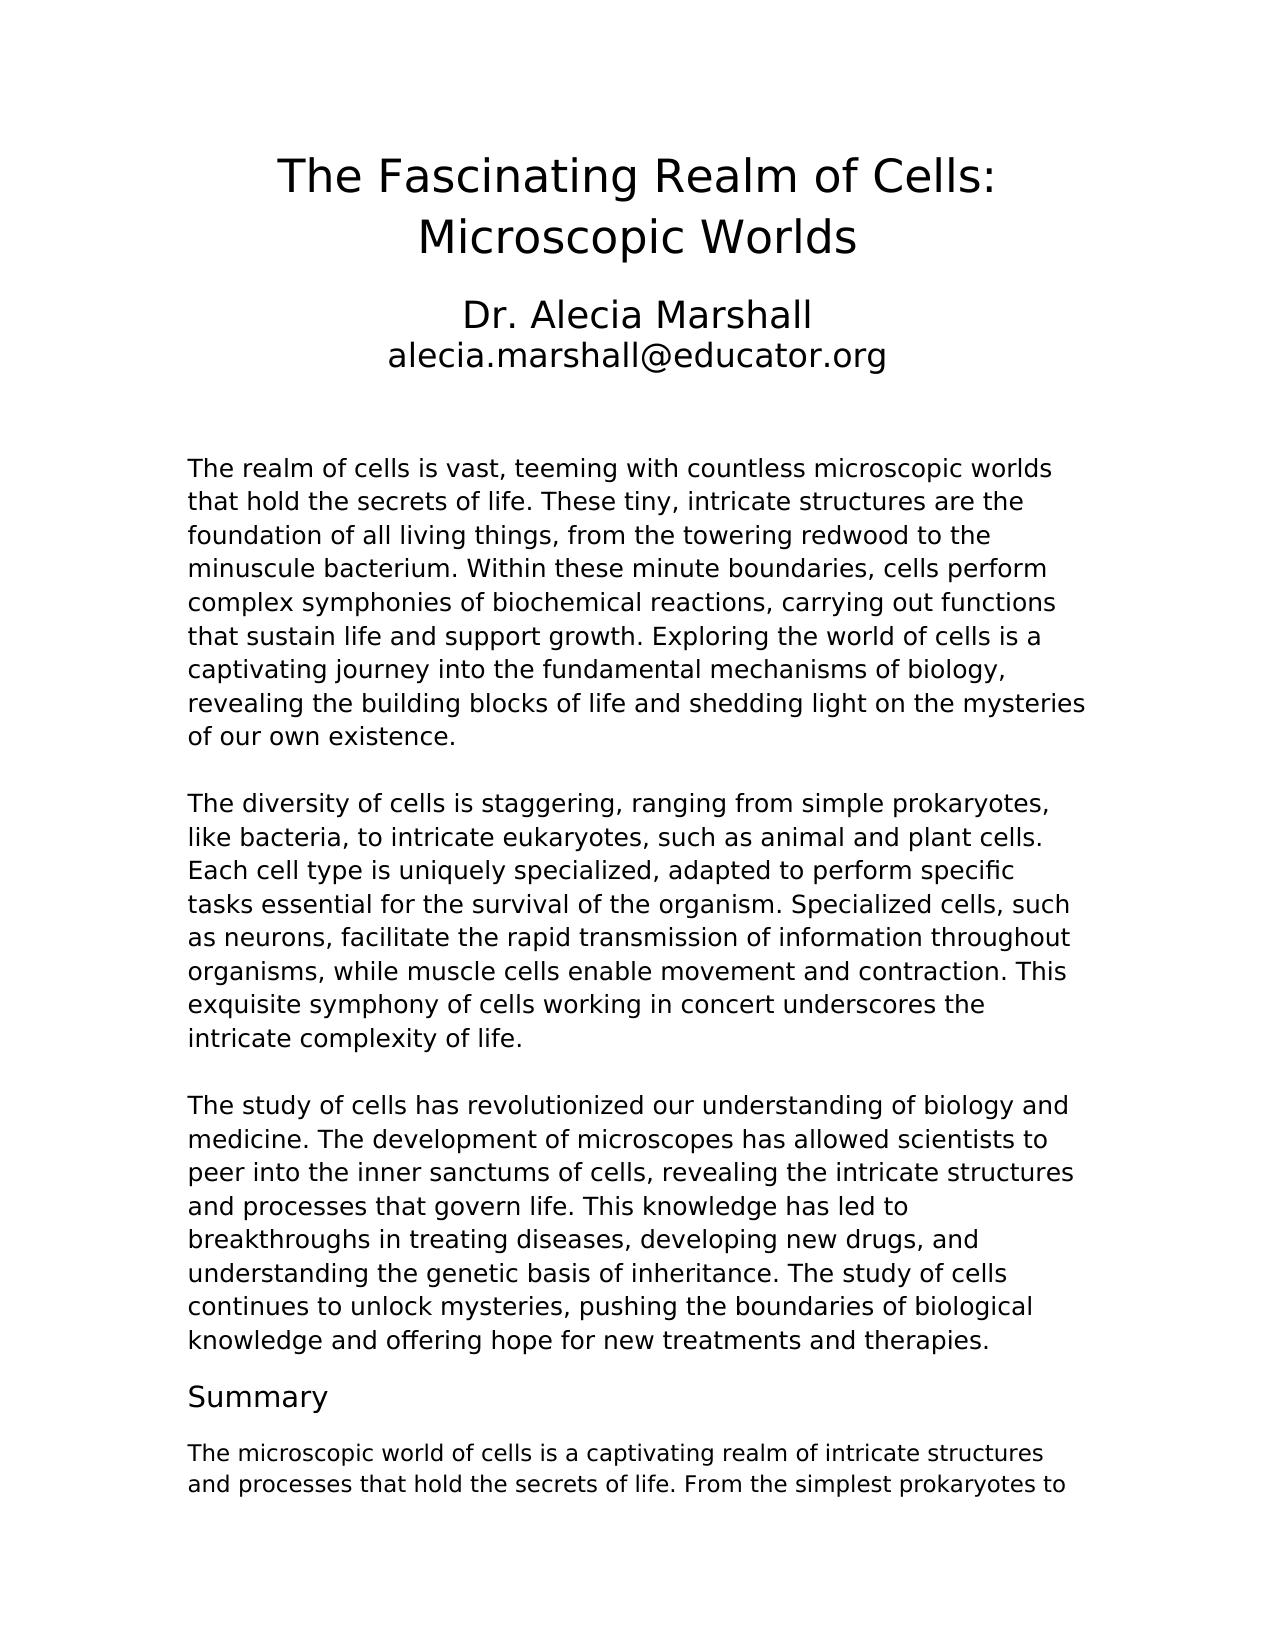 The Fascinating Realm of Cells:
Microscopic Worlds
Dr. Alecia Marshall
alecia.marshall@educator.org
The realm of cells is vast, teeming with countless microscopic worlds
that hold the secrets of life. These tiny, intricate structures are the
foundation of all living things, from the towering redwood to the
minuscule bacterium. Within these minute boundaries, cells perform
complex symphonies of biochemical reactions, carrying out functions
that sustain life and support growth. Exploring the world of cells is a
captivating journey into the fundamental mechanisms of biology,
revealing the building blocks of life and shedding light on the mysteries
of our own existence.
The diversity of cells is staggering, ranging from simple prokaryotes,
like bacteria, to intricate eukaryotes, such as animal and plant cells.
Each cell type is uniquely specialized, adapted to perform specific
tasks essential for the survival of the organism. Specialized cells, such
as neurons, facilitate the rapid transmission of information throughout
organisms, while muscle cells enable movement and contraction. This
exquisite symphony of cells working in concert underscores the
intricate complexity of life.
The study of cells has revolutionized our understanding of biology and
medicine. The development of microscopes has allowed scientists to
peer into the inner sanctums of cells, revealing the intricate structures
and processes that govern life. This knowledge has led to
breakthroughs in treating diseases, developing new drugs, and
understanding the genetic basis of inheritance. The study of cells
continues to unlock mysteries, pushing the boundaries of biological
knowledge and offering hope for new treatments and therapies.
Summary
The microscopic world of cells is a captivating realm of intricate structures
and processes that hold the secrets of life. From the simplest prokaryotes to